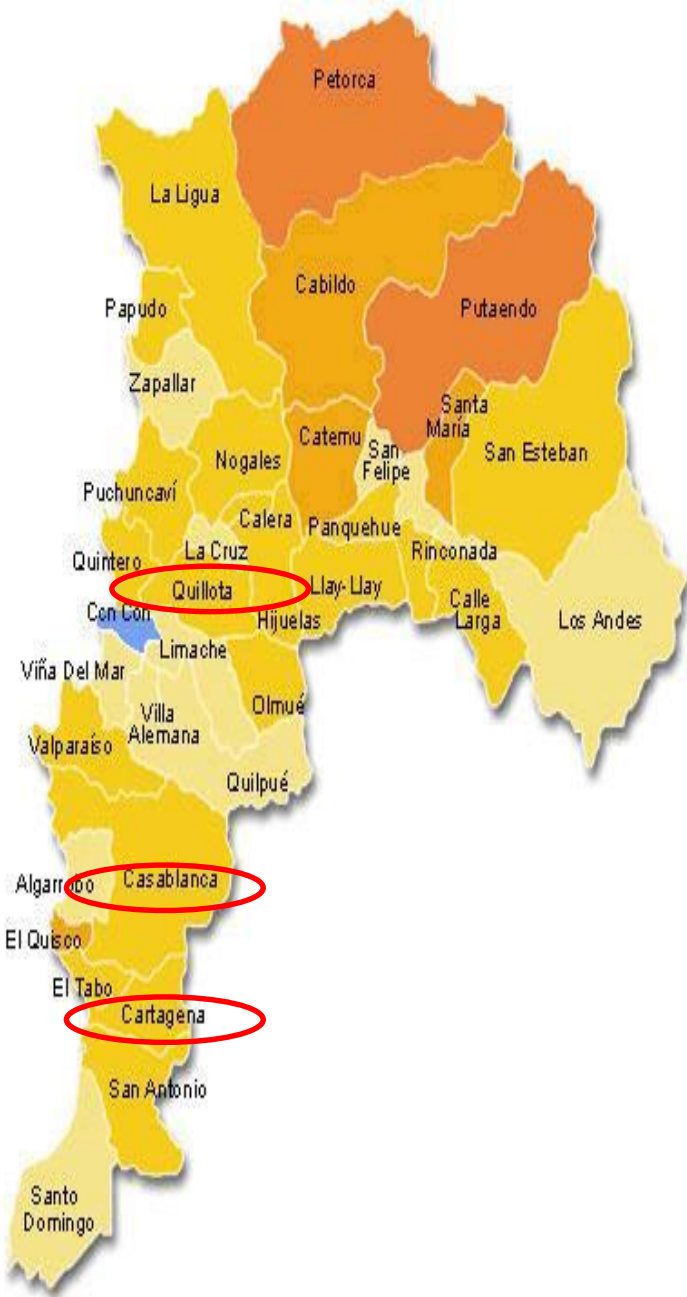 Petorca
La Ligua
Cabildo
Papudo
Putaendo
Zapallar
Santa
María
Catemu
San
Felipe
San Esteban
Nogales
Puchuncaví
Calera
Panquehue
Quintero
La Cruz
Rinconada
Quillota
Llay-Llay
Calle
Larga
Con Cón
Hijuelas
Los Andes
Limache
Viña Del Mar
Olmué
Villa
Alemana
Valparaíso
Quilpué
Algarrobo
Casablanca
El Quisco
El Tabo
Cartagena
San Antonio
Santo
Domingo